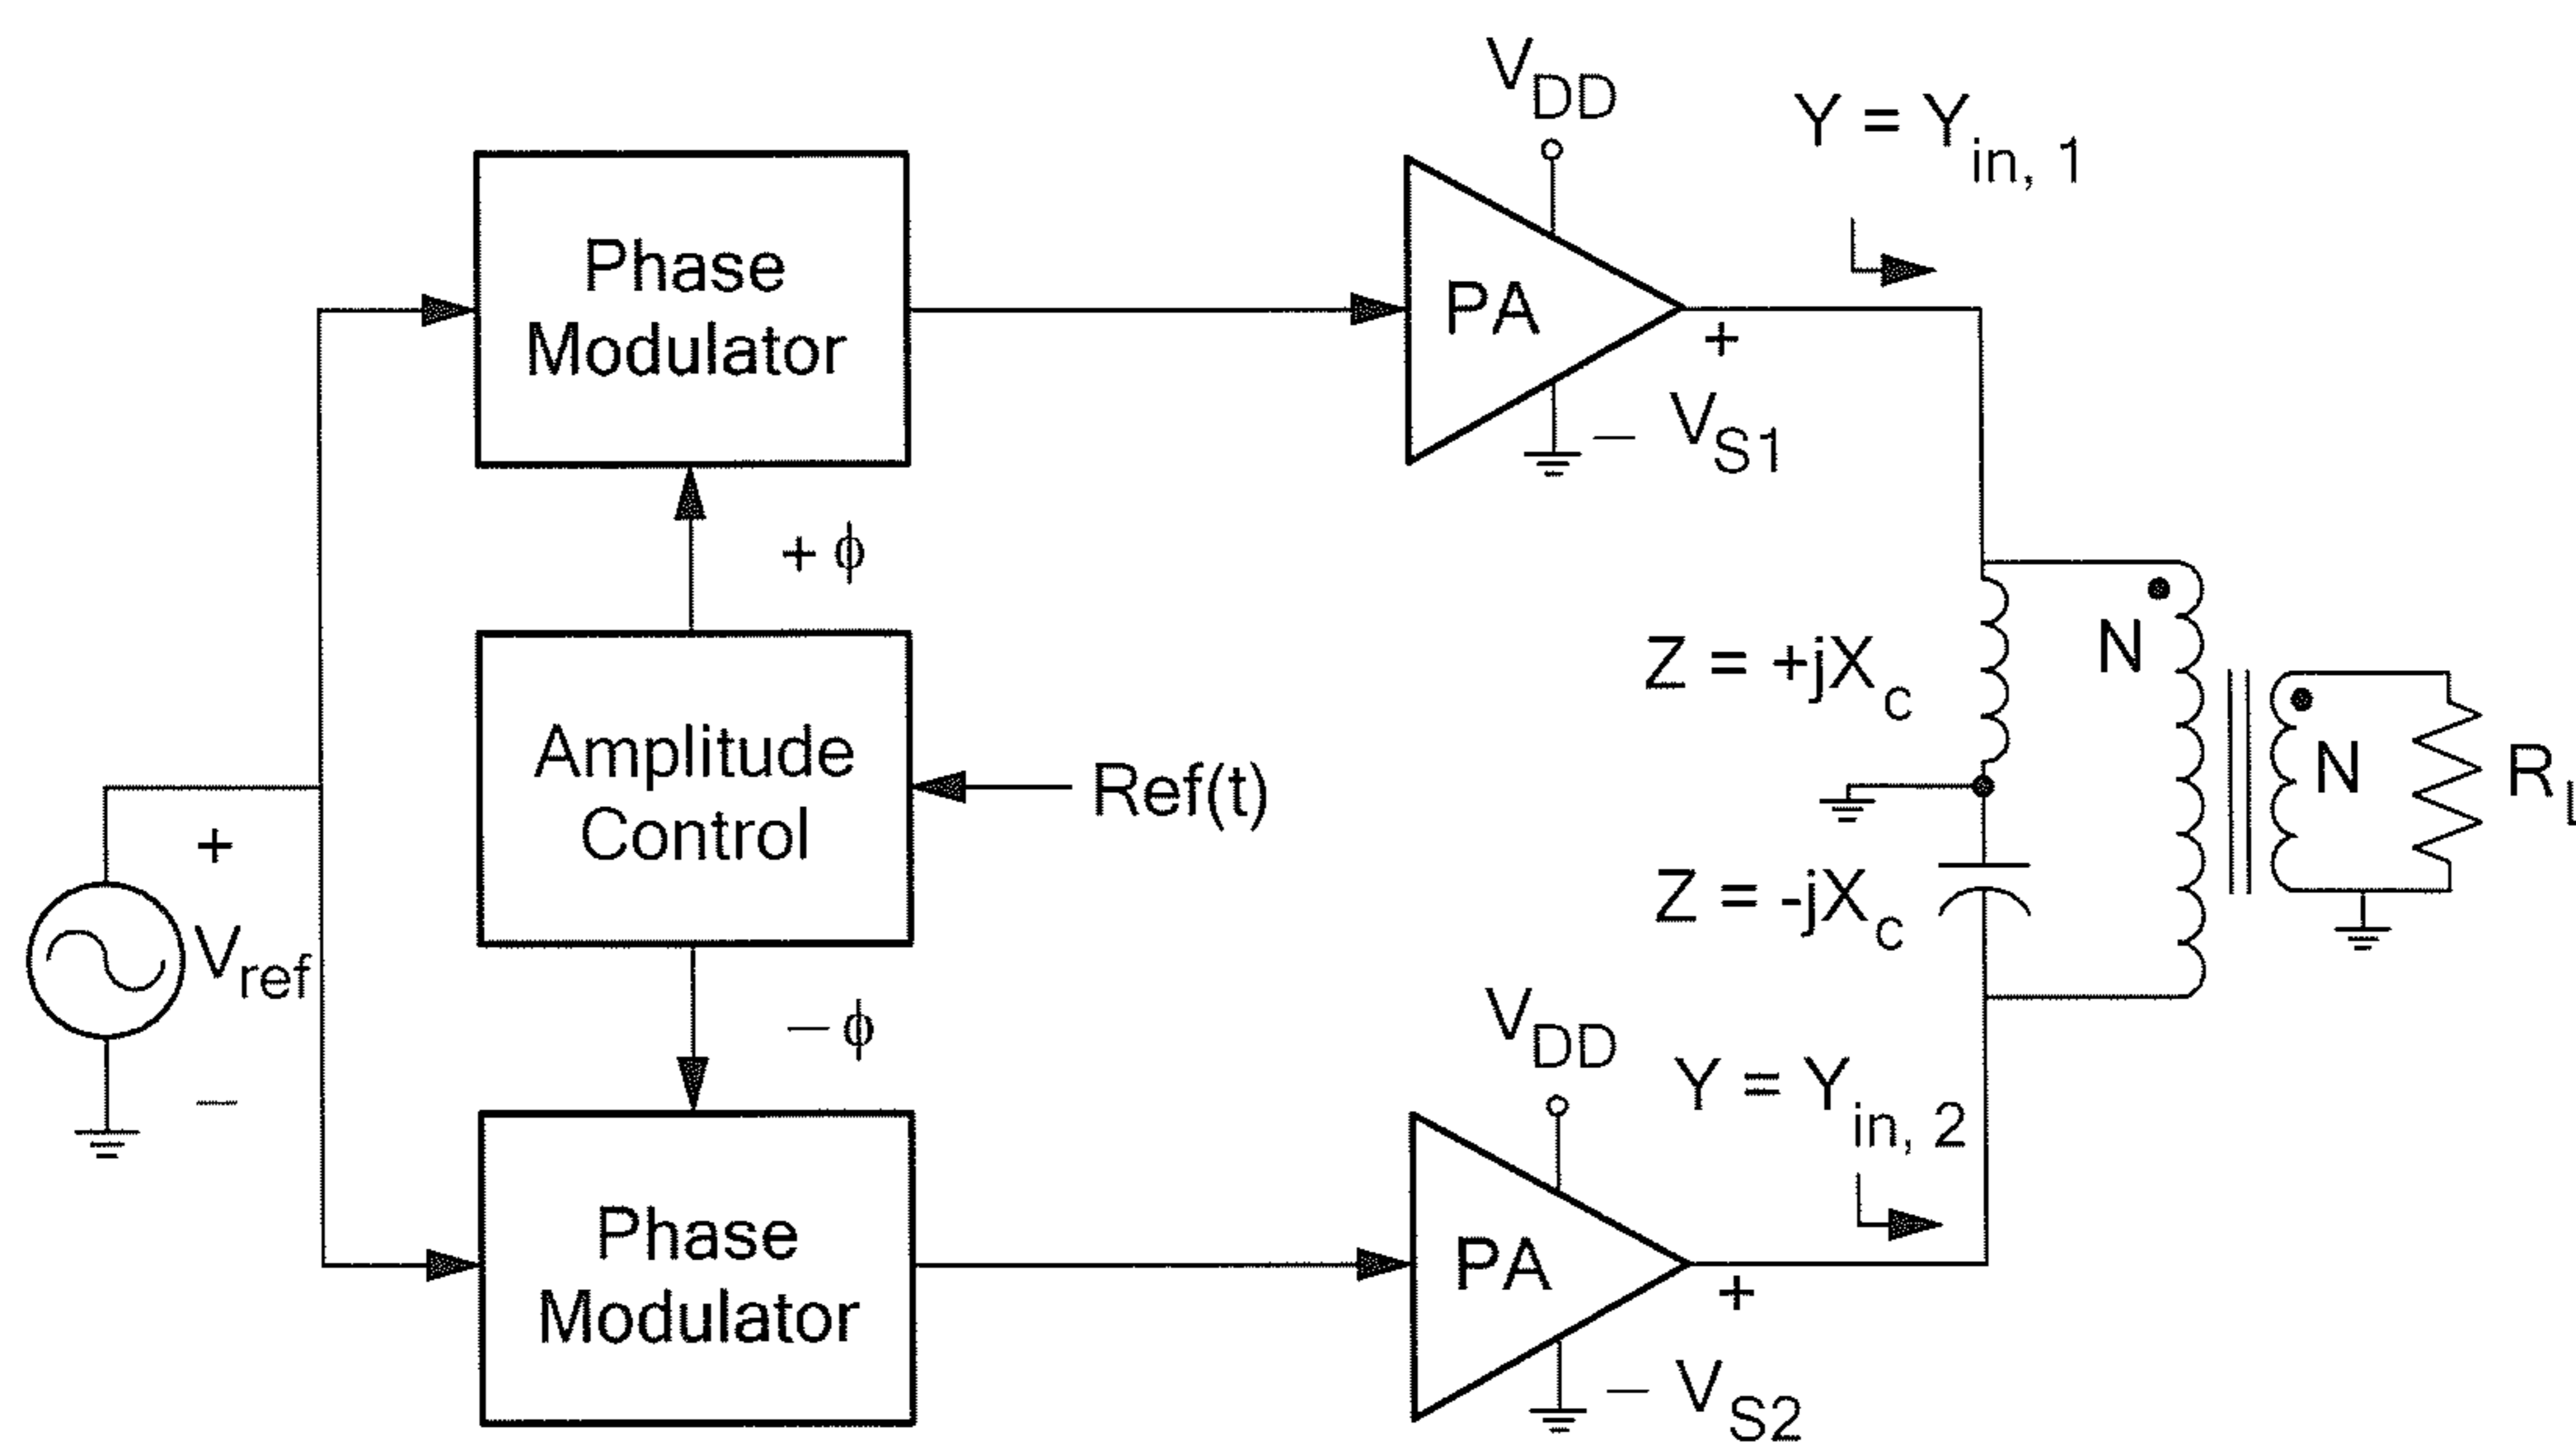 V_DD
Y = Y_in, 1
Phase
Modulator
PA
+
− V_S1
+ ϕ
Z = +jX_c
N
Amplitude
Control
Ref(t)
N
R_L
+
V_ref
−
Z = -jX_c
− ϕ
V_DD
Y = Y_in, 2
Phase
Modulator
PA
+
− V_S2